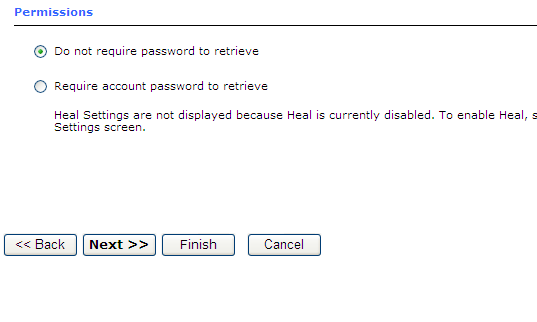 Permissions
Do not require password to retrieve
Require account password to retrieve
Heal Settings are not displayed because Heal is currently disabled. To enable Heal,
Settings screen.
<< Back Next >> Finish Cancel